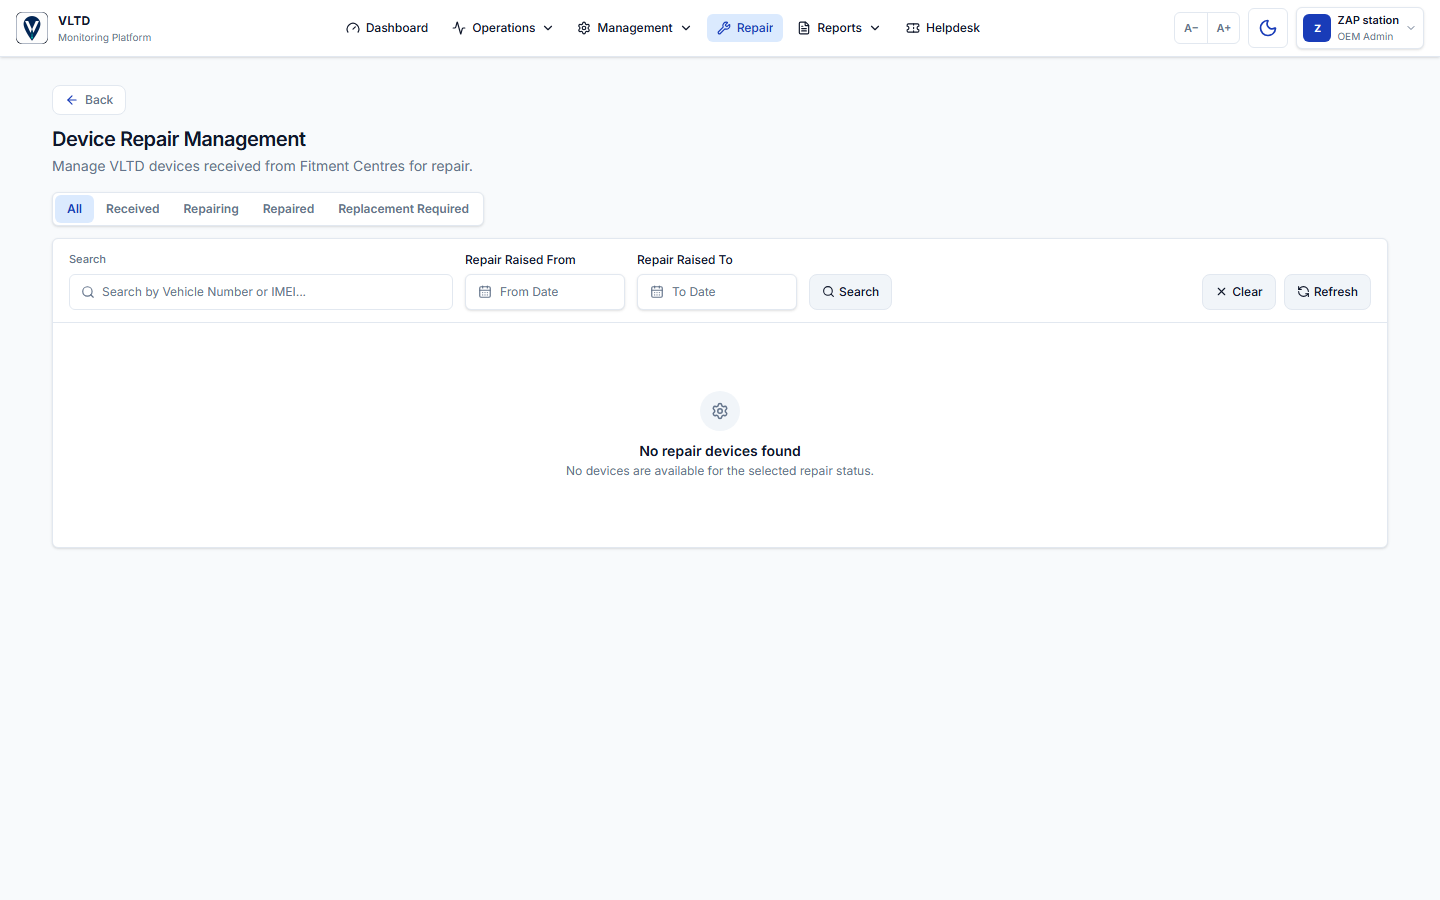 VLTD
Monitoring Platform
Dashboard
Operations
Management
Repair
Reports
Helpdesk
A−
A+
Z
ZAP station
OEM Admin
Back
Device Repair Management
Manage VLTD devices received from Fitment Centres for repair.
All
Received
Repairing
Repaired
Replacement Required
Search
Repair Raised From
Repair Raised To
Search by Vehicle Number or IMEI...
From Date
To Date
Search
Clear
Refresh
No repair devices found
No devices are available for the selected repair status.